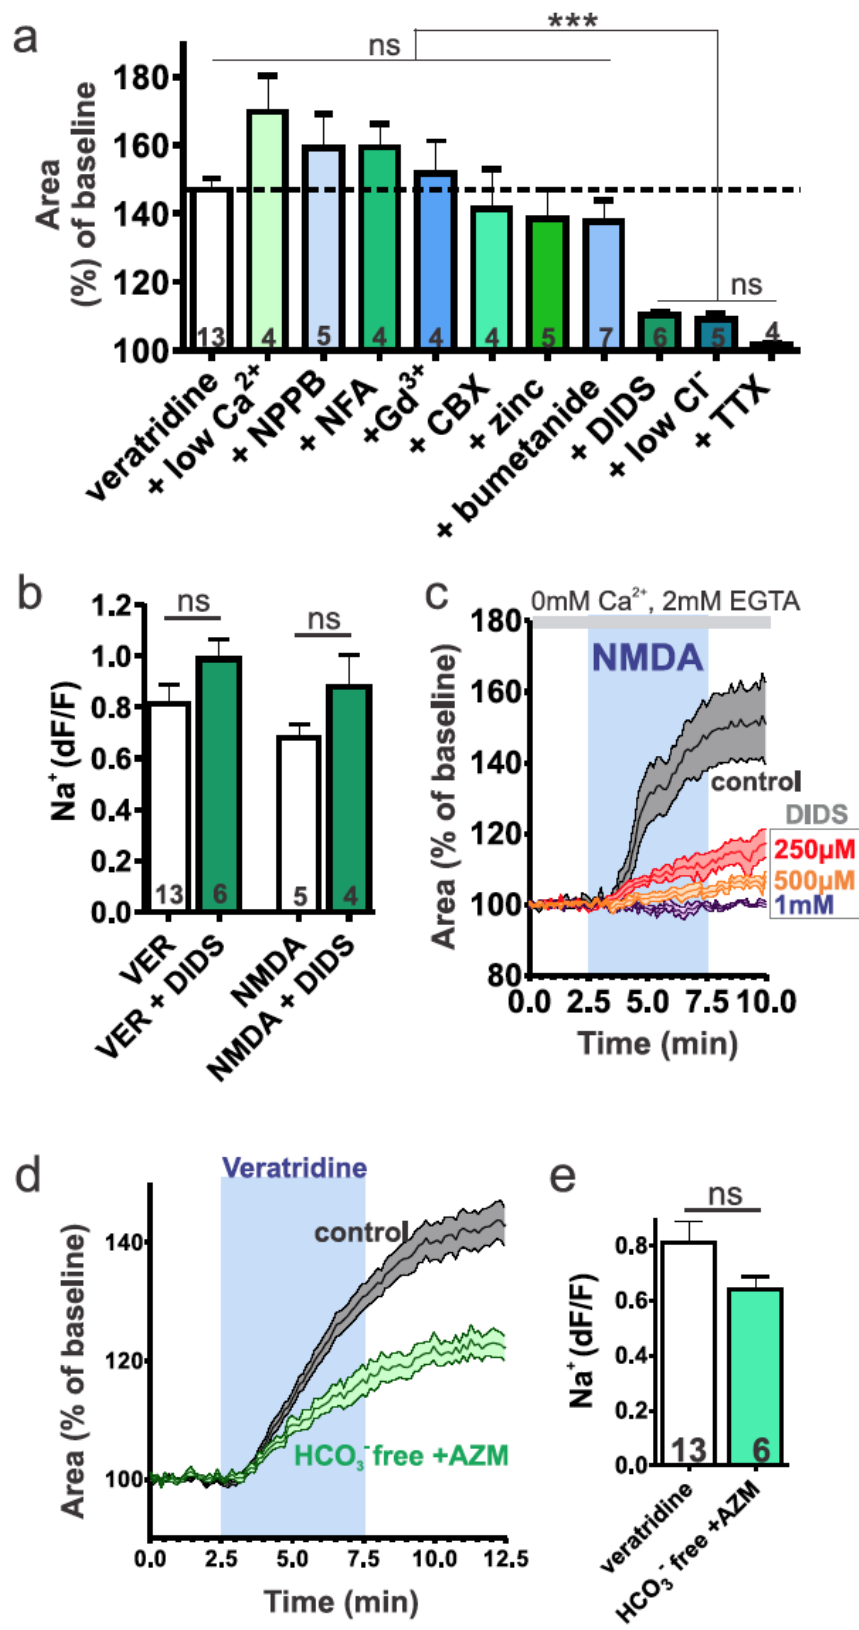 a
***
ns
Area
(%) of baseline
180
160
140
120
100
ns
13
4
5
4
4
4
5
7
6
5
4
veratridine
+ low Ca²⁺
+ NPPB
+ NFA
+Gd³⁺
+ CBX
+ zinc
+ bumetanide
+ DIDS
+ low Cl⁻
+ TTX
b
Na⁺ (dF/F)
1.2
1.0
0.8
0.6
0.4
0.2
0.0
ns
ns
13
6
5
4
VER
VER + DIDS
NMDA
NMDA + DIDS
c
0mM Ca²⁺, 2mM EGTA
Area (% of baseline)
180
160
140
120
100
80
NMDA
control
DIDS
250µM
500µM
1mM
0.0 2.5 5.0 7.5 10.0
Time (min)
d
Veratridine
Area (% of baseline)
140
120
100
control
HCO₃⁻free +AZM
0.0 2.5 5.0 7.5 10.0 12.5
Time (min)
e
ns
Na⁺ (dF/F)
0.8
0.6
0.4
0.2
0.0
13
6
veratridine
HCO₃⁻ free +AZM